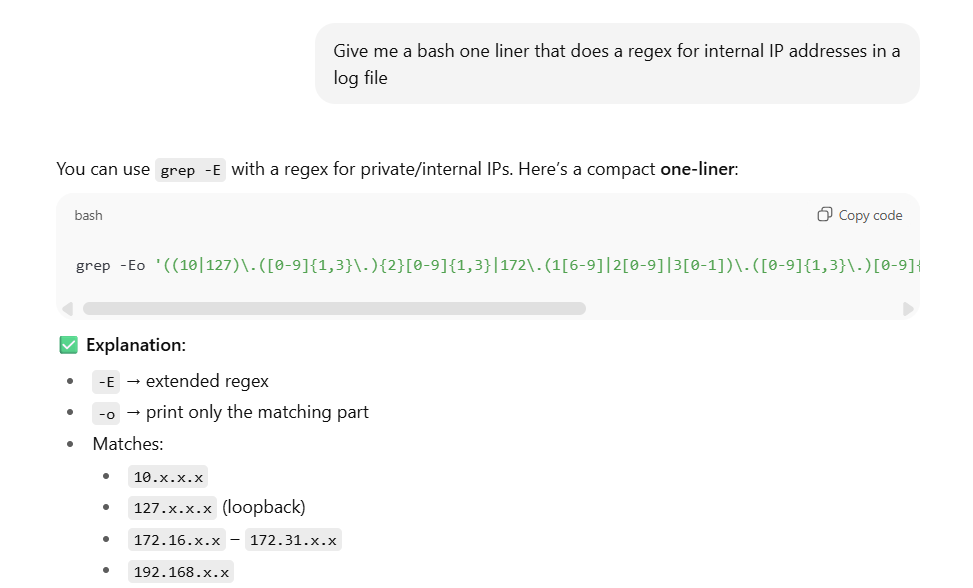 Give me a bash one liner that does a regex for internal IP addresses in a
log file
You can use grep -E with a regex for private/internal IPs. Here’s a compact one-liner:
bash
Copy code
grep -Eo '((10|127)\.([0-9]{1,3}\.){2}[0-9]{1,3}|172\.(1[6-9]|2[0-9]|3[0-1])\.([0-9]{1,3}\.)[0-9]{
✅ Explanation:
• -E → extended regex
• -o → print only the matching part
• Matches:
• 10.x.x.x
• 127.x.x.x (loopback)
• 172.16.x.x – 172.31.x.x
• 192.168.x.x